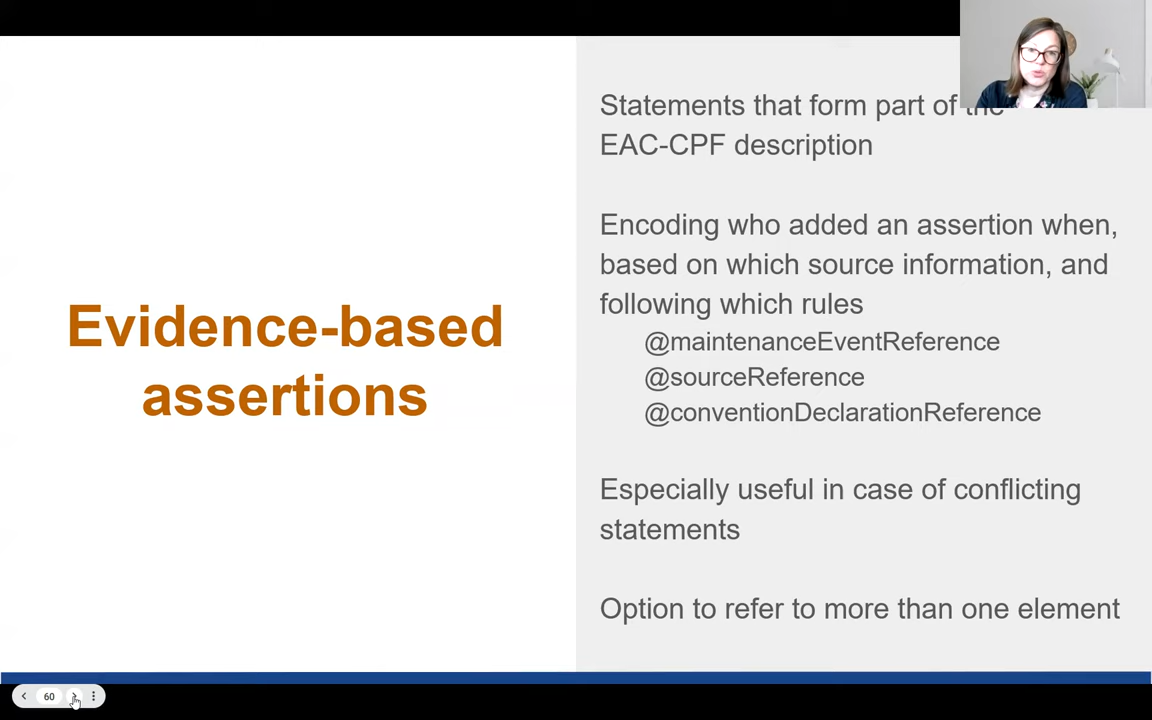 Evidence-based
assertions
Statements that form part of the
EAC-CPF description
Encoding who added an assertion when,
based on which source information, and
following which rules
@maintenanceEventReference
@sourceReference
@conventionDeclarationReference
Especially useful in case of conflicting
statements
Option to refer to more than one element
60